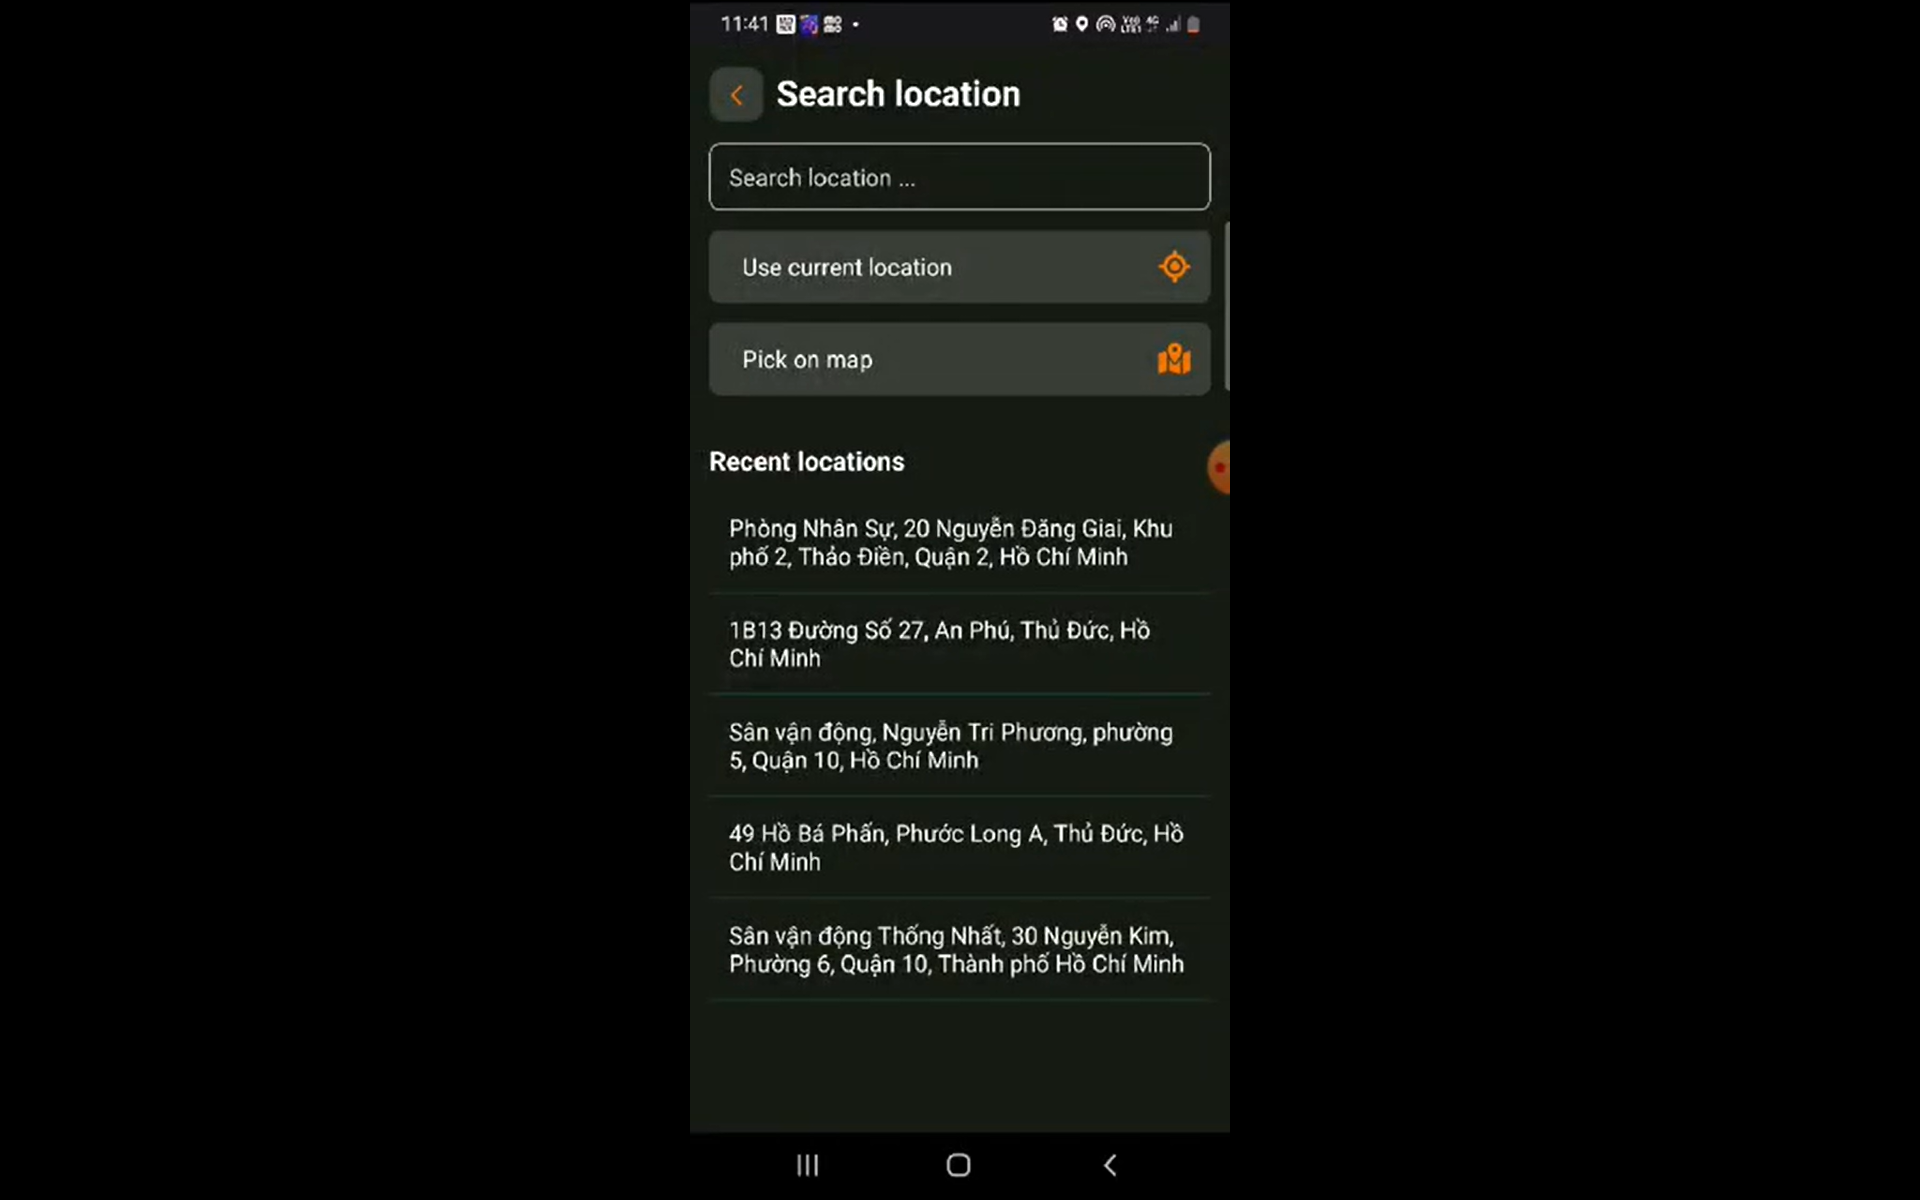 11:41
Search location
Search location ...
Use current location
Pick on map
Recent locations
Phòng Nhân Sự, 20 Nguyễn Đăng Giai, Khu
phố 2, Thảo Điền, Quận 2, Hồ Chí Minh
1B13 Đường Số 27, An Phú, Thủ Đức, Hồ
Chí Minh
Sân vận động, Nguyễn Tri Phương, phường
5, Quận 10, Hồ Chí Minh
49 Hồ Bá Phấn, Phước Long A, Thủ Đức, Hồ
Chí Minh
Sân vận động Thống Nhất, 30 Nguyễn Kim,
Phường 6, Quận 10, Thành phố Hồ Chí Minh